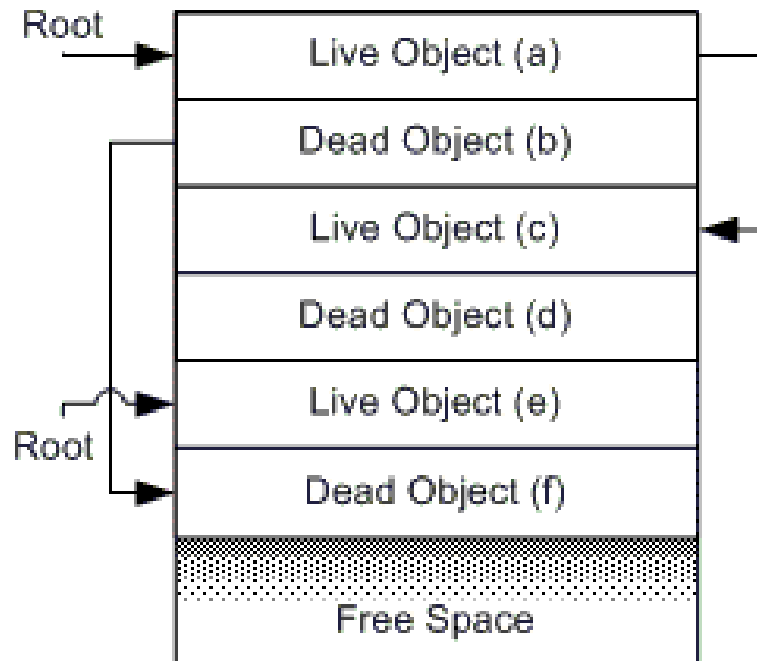 Root
Live Object (a)
Dead Object (b)
Live Object (c)
Dead Object (d)
Live Object (e)
Root
Dead Object (f)
Free Space